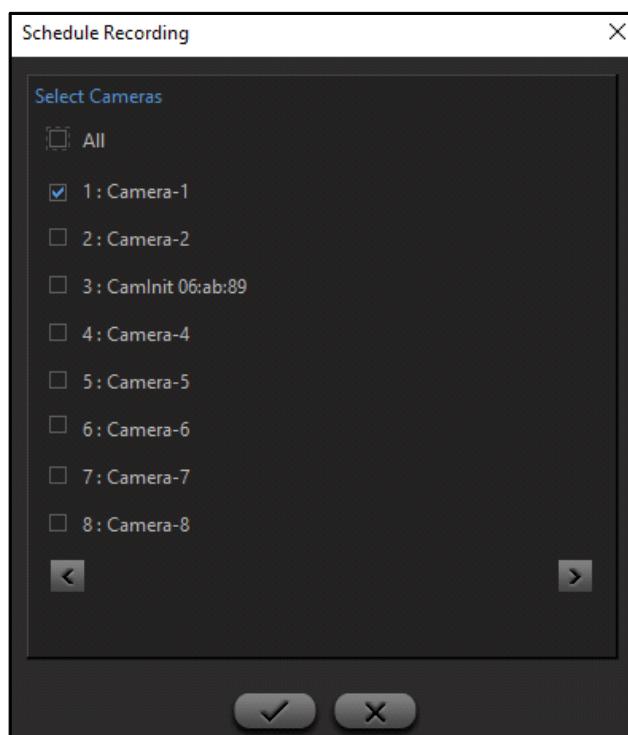 Schedule Recording
Select Cameras
All
1 : Camera-1
2 : Camera-2
3 : CamInit 06:ab:89
4 : Camera-4
5 : Camera-5
6 : Camera-6
7 : Camera-7
8 : Camera-8